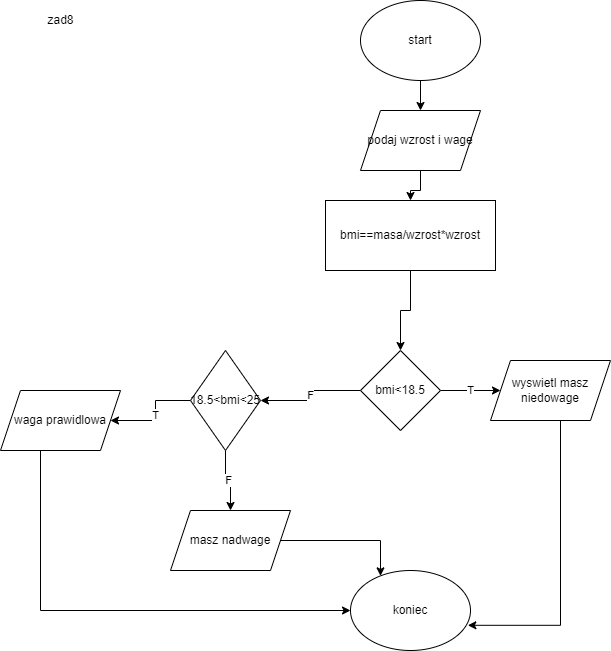 zad8
start
podaj wzrost i wage
bmi==masa/wzrost*wzrost
bmi<18.5
T
wyswietl masz
niedowage
F
18.5<bmi<25
T
waga prawidlowa
F
masz nadwage
koniec